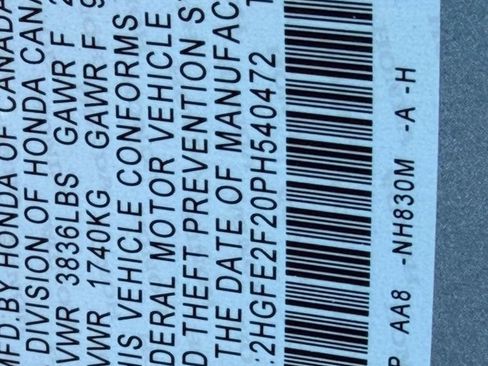 MFD.BY HONDA OF CANADA
DIVISION OF HONDA CAN
VWR 3836LBS GAWR F
VWR 1740KG GAWR F
IS VEHICLE CONFORMS
DERAL MOTOR VEHICLE
D THEFT PREVENTION S
THE DATE OF MANUFAC
:2HGFE2F20PH540472
P AA8 -NH830M -A -H